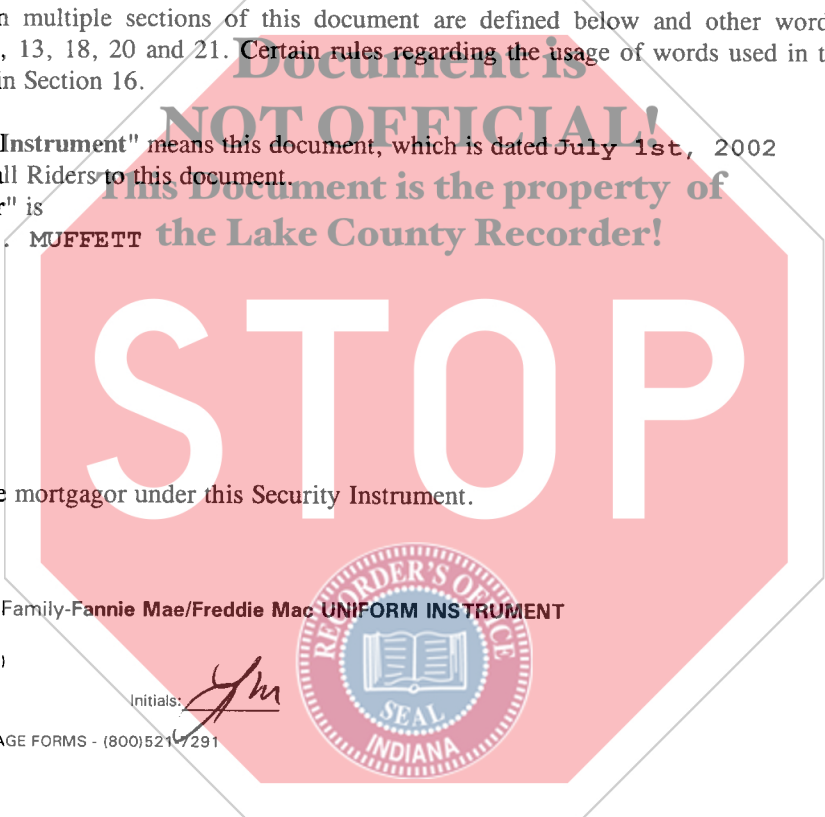 n multiple sections of this document are defined below and other word
, 13, 18, 20 and 21. Certain rules regarding the usage of words used in t
in Section 16.
Document is
NOT OFFICIAL!
Instrument" means this document, which is dated July 1st, 2002
all Riders to this document.
This Document is the property of
r" is
. MUFFETT
the Lake County Recorder!
STOP
e mortgagor under this Security Instrument.
Family-Fannie Mae/Freddie Mac UNIFORM INSTRUMENT
)
RECORDER'S OFFICE
SEAL
INDIANA
Initials:
AGE FORMS - (800)521-7291